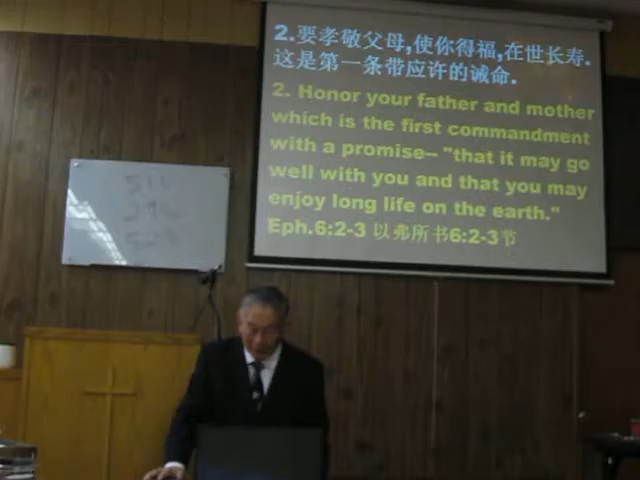 2.要孝敬父母,使你得福,在世长寿.
这是第一条带应许的诫命.
2. Honor your father and mother
which is the first commandment
with a promise-- "that it may go
well with you and that you may
enjoy long life on the earth."
Eph.6:2-3 以弗所书6:2-3节